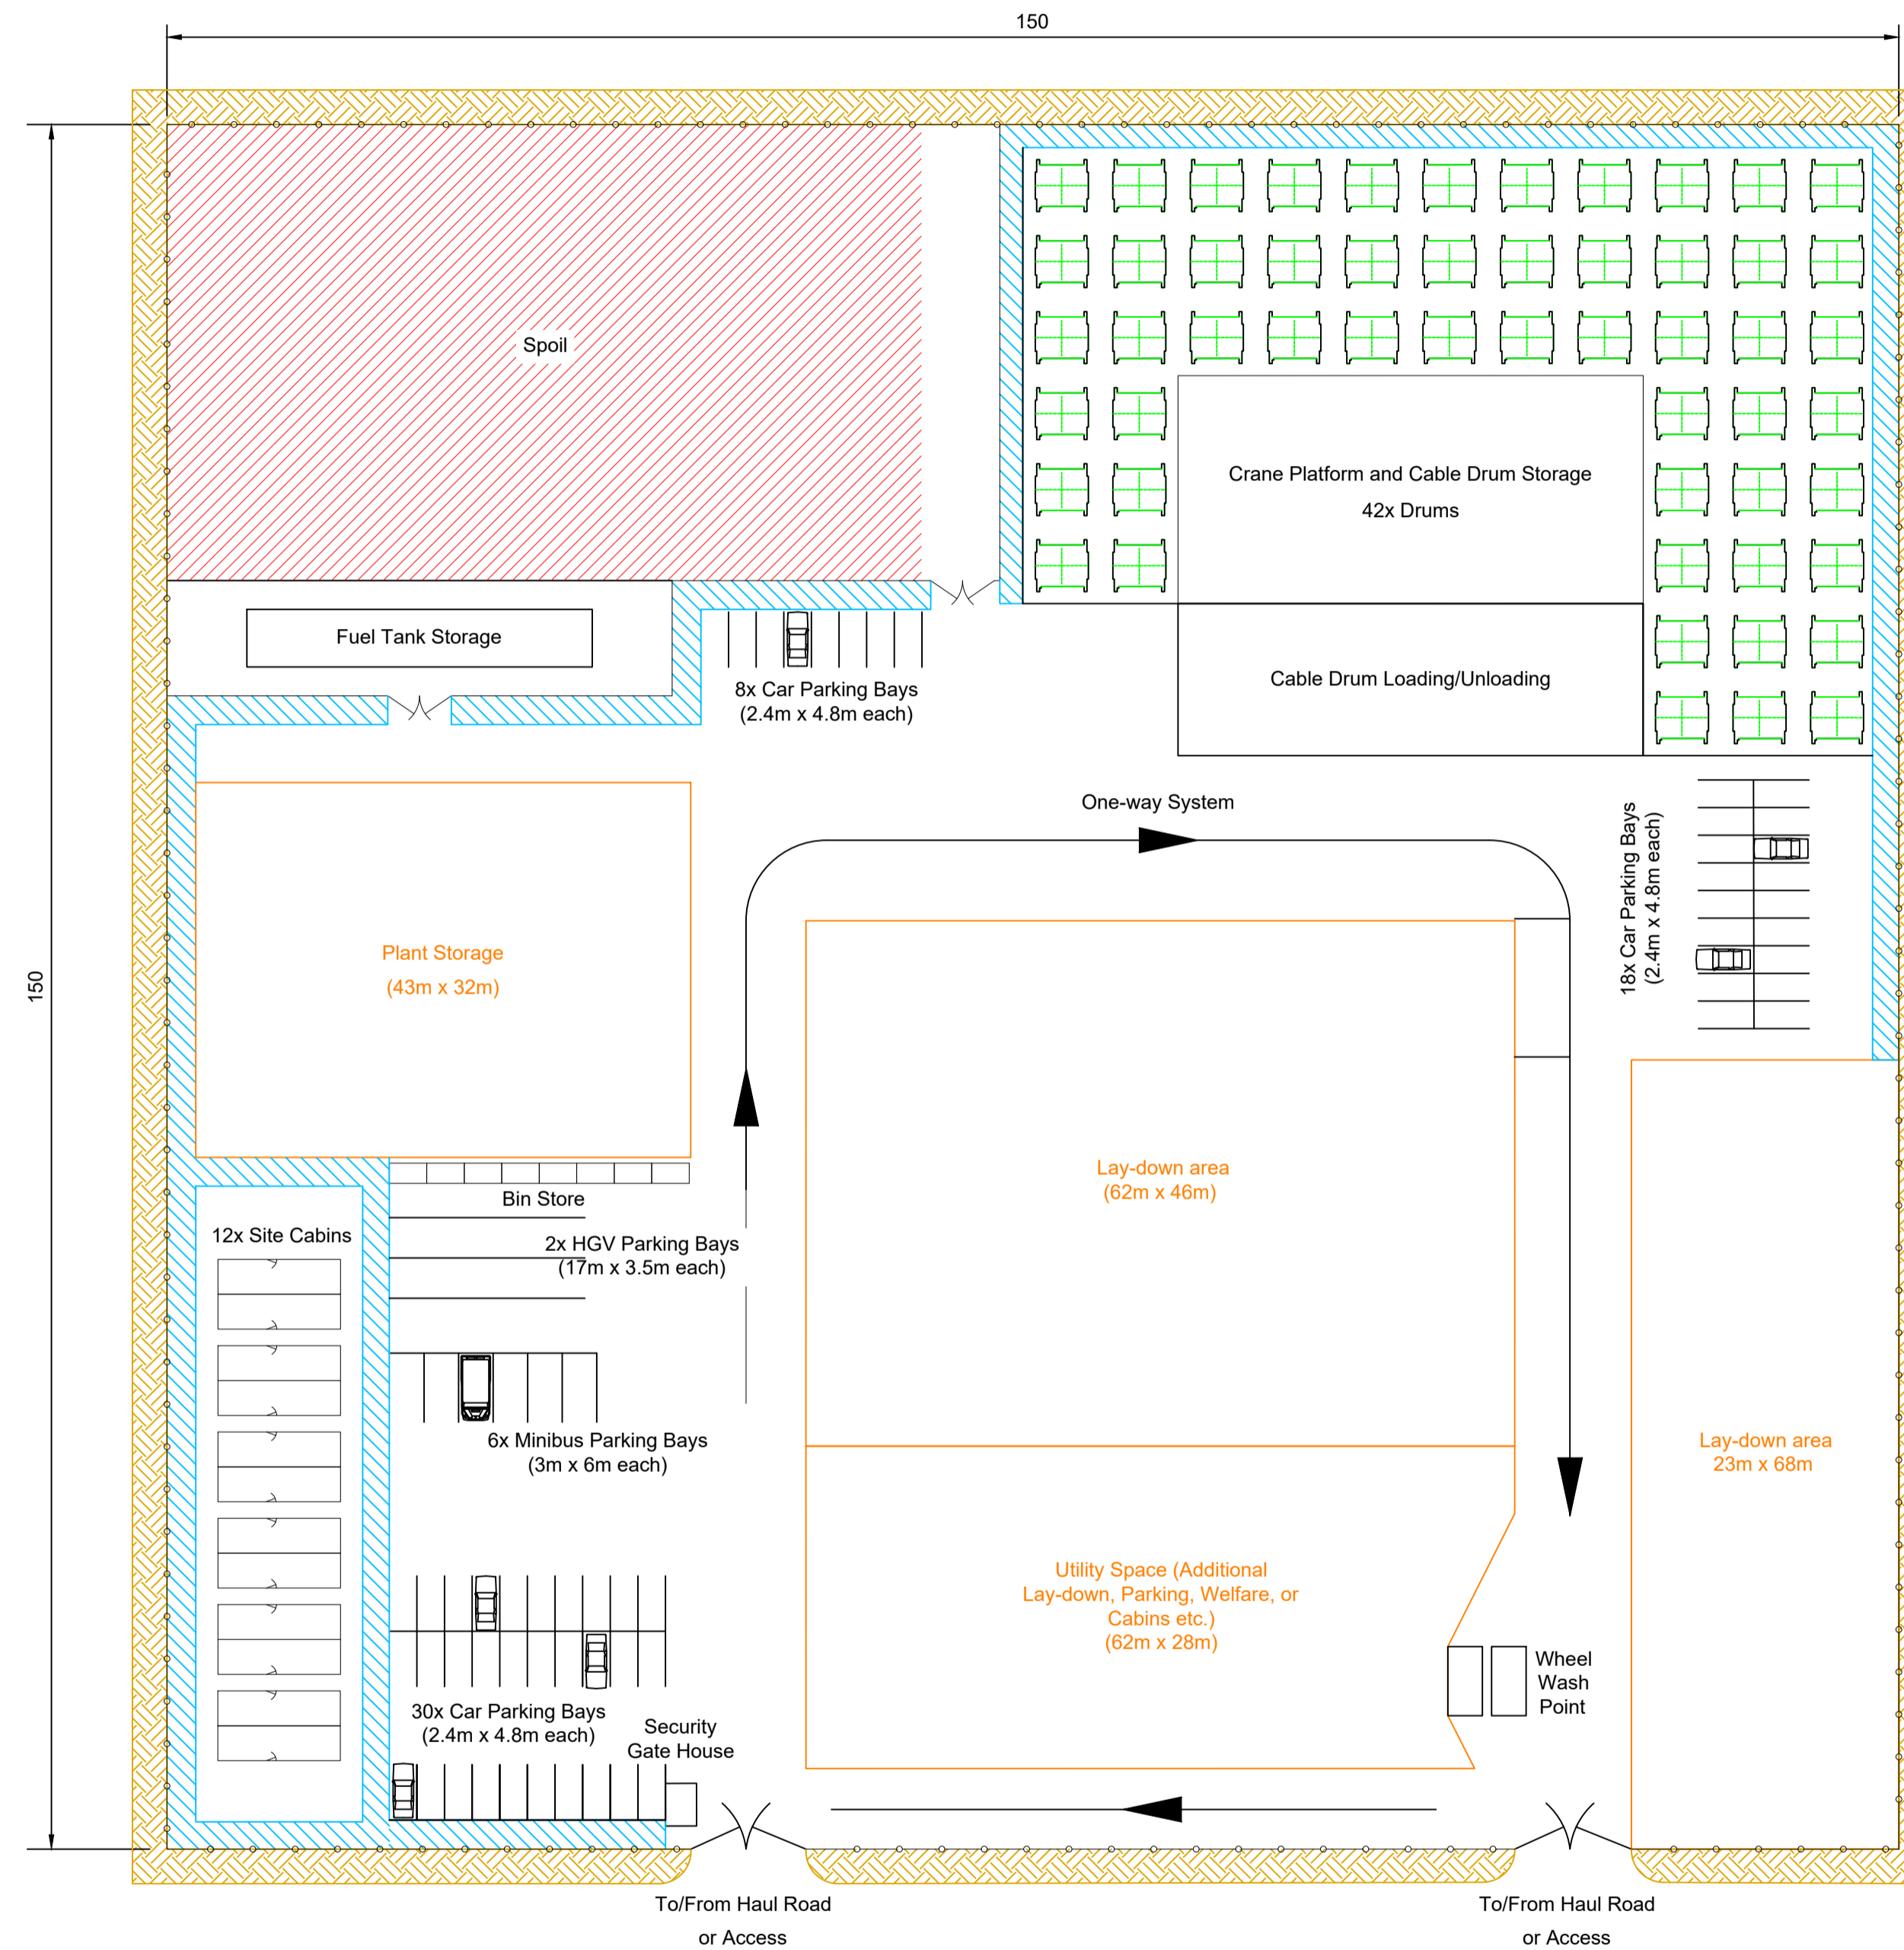 150
Spoil
Crane Platform and Cable Drum Storage
42x Drums
Fuel Tank Storage
Cable Drum Loading/Unloading
8x Car Parking Bays
(2.4m x 4.8m each)
One-way System
18x Car Parking Bays
(2.4m x 4.8m each)
Plant Storage
(43m x 32m)
150
Lay-down area
(62m x 46m)
Bin Store
12x Site Cabins
2x HGV Parking Bays
(17m x 3.5m each)
6x Minibus Parking Bays
(3m x 6m each)
Lay-down area
23m x 68m
Utility Space (Additional
Lay-down, Parking, Welfare, or
Cabins etc.)
(62m x 28m)
Wheel
Wash
Point
30x Car Parking Bays
(2.4m x 4.8m each)
Security
Gate House
To/From Haul Road
or Access
To/From Haul Road
or Access